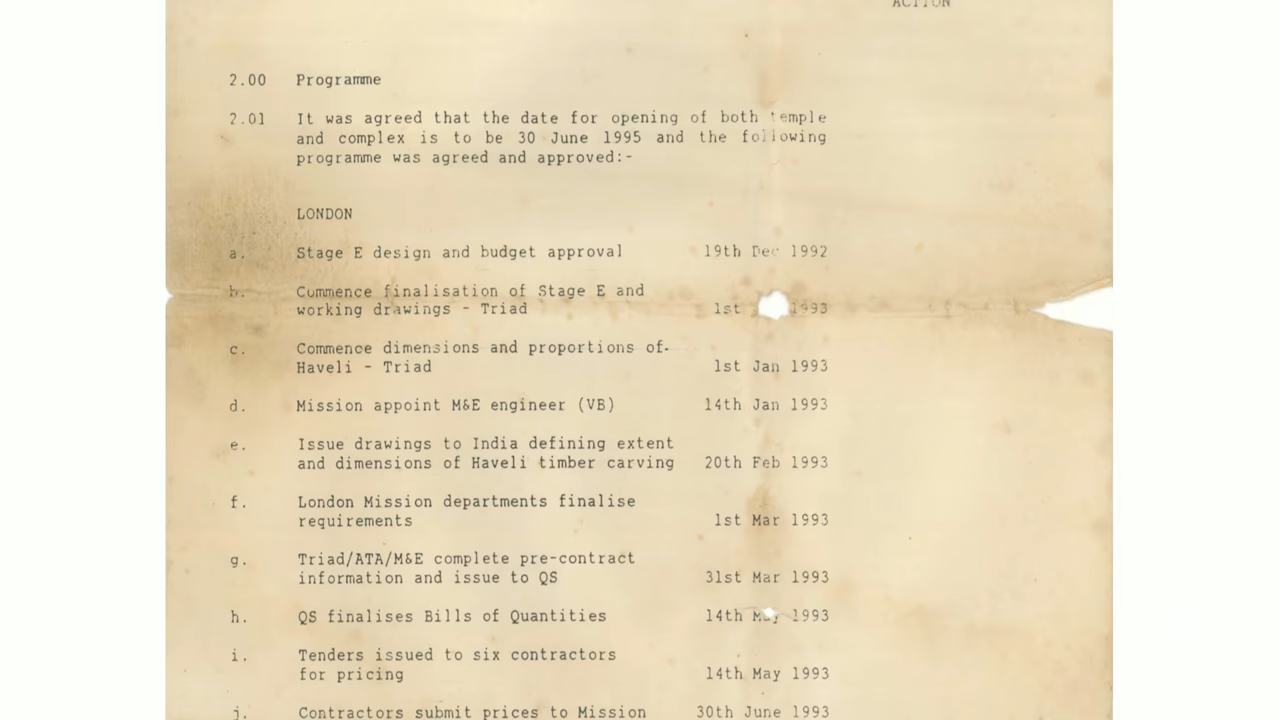 ACTION
2.00 Programme
2.01 It was agreed that the date for opening of both temple
and complex is to be 30 June 1995 and the following
programme was agreed and approved:-
LONDON
a. Stage E design and budget approval 19th Dec 1992
b. Commence finalisation of Stage E and
working drawings - Triad 1st 1993
c. Commence dimensions and proportions of
Haveli - Triad 1st Jan 1993
d. Mission appoint M&E engineer (VB) 14th Jan 1993
e. Issue drawings to India defining extent
and dimensions of Haveli timber carving 20th Feb 1993
f. London Mission departments finalise
requirements 1st Mar 1993
g. Triad/ATA/M&E complete pre-contract
information and issue to QS 31st Mar 1993
h. QS finalises Bills of Quantities 14th May 1993
i. Tenders issued to six contractors
for pricing 14th May 1993
j. Contractors submit prices to Mission 30th June 1993